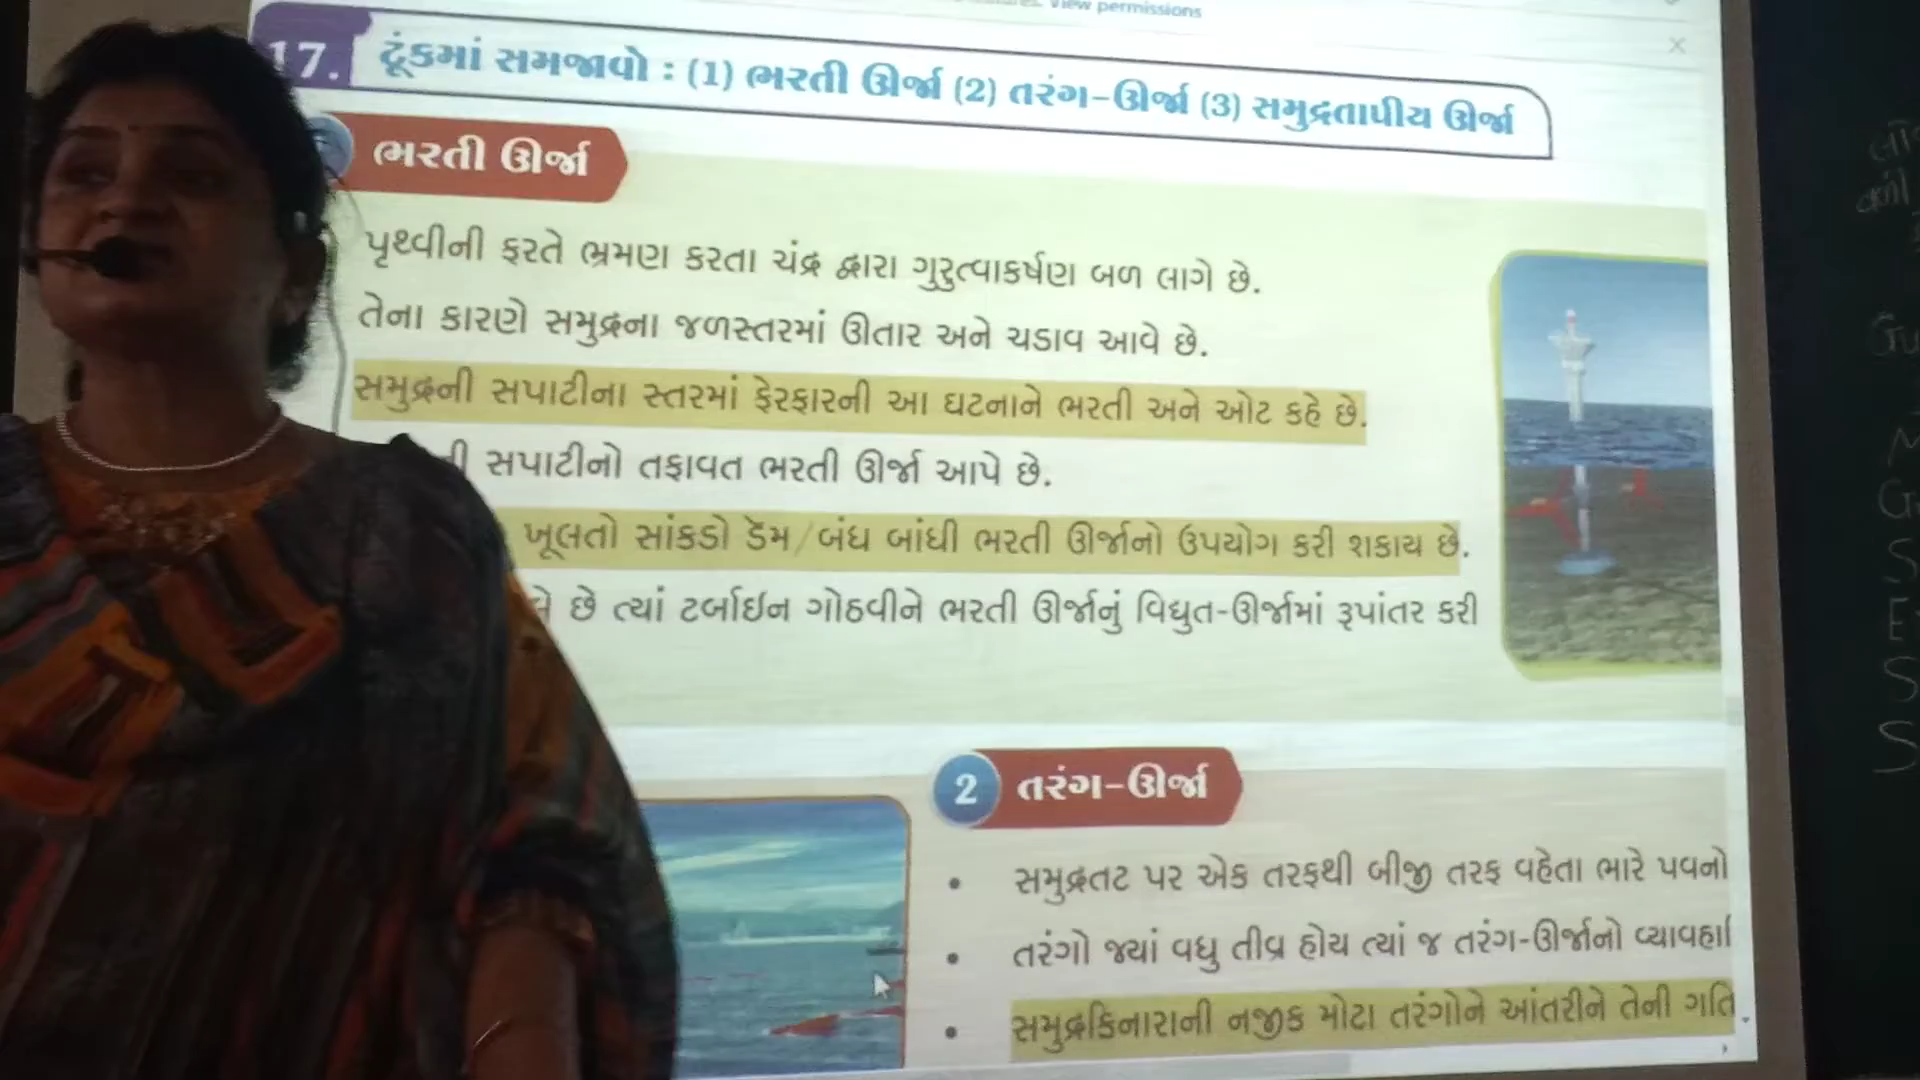 View permissions
17. ટૂંકમાં સમજાવો : (1) ભરતી ઊર્જા (2) તરંગ-ઊર્જા (3) સમુદ્રતાપીય ઊર્જા
ભરતી ઊર્જા
પૃથ્વીની ફરતે ભ્રમણ કરતા ચંદ્ર દ્વારા ગુરુત્વાકર્ષણ બળ લાગે છે.
તેના કારણે સમુદ્રના જળસ્તરમાં ઊતાર અને ચડાવ આવે છે.
સમુદ્રની સપાટીના સ્તરમાં ફેરફારની આ ઘટનાને ભરતી અને ઓટ કહે છે.
ની સપાટીનો તફાવત ભરતી ઊર્જા આપે છે.
ખૂલતો સાંકડો ડૅમ/બંધ બાંધી ભરતી ઊર્જાનો ઉપયોગ કરી શકાય છે.
છે ત્યાં ટર્બાઇન ગોઠવીને ભરતી ઊર્જાનું વિદ્યુત-ઊર્જામાં રૂપાંતર કરી
2 તરંગ-ઊર્જા
• સમુદ્રતટ પર એક તરફથી બીજી તરફ વહેતા ભારે પવનો
• તરંગો જ્યાં વધુ તીવ્ર હોય ત્યાં જ તરંગ-ઊર્જાનો
• સમુદ્રકિનારાની નજીક મોટા તરંગોને આંતરીને તેની ગતિ